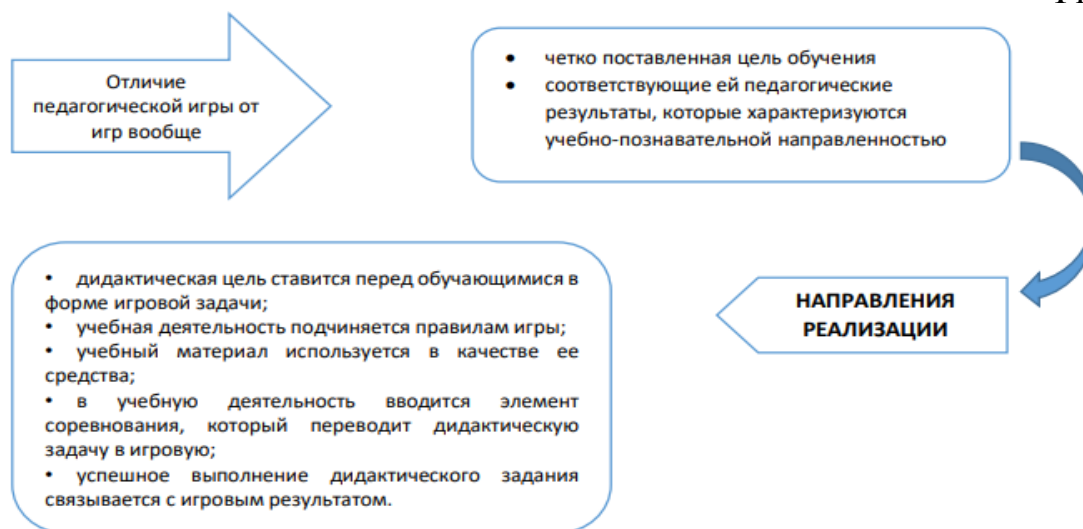 Отличие
педагогической игры от
игр вообще
• четко поставленная цель обучения
• соответствующие ей педагогические
результаты, которые характеризуются
учебно-познавательной направленностью
НАПРАВЛЕНИЯ
РЕАЛИЗАЦИИ
• дидактическая цель ставится перед обучающимися в
форме игровой задачи;
• учебная деятельность подчиняется правилам игры;
• учебный материал используется в качестве ее
средства;
• в учебную деятельность вводится элемент
соревнования, который переводит дидактическую
задачу в игровую;
• успешное выполнение дидактического задания
связывается с игровым результатом.